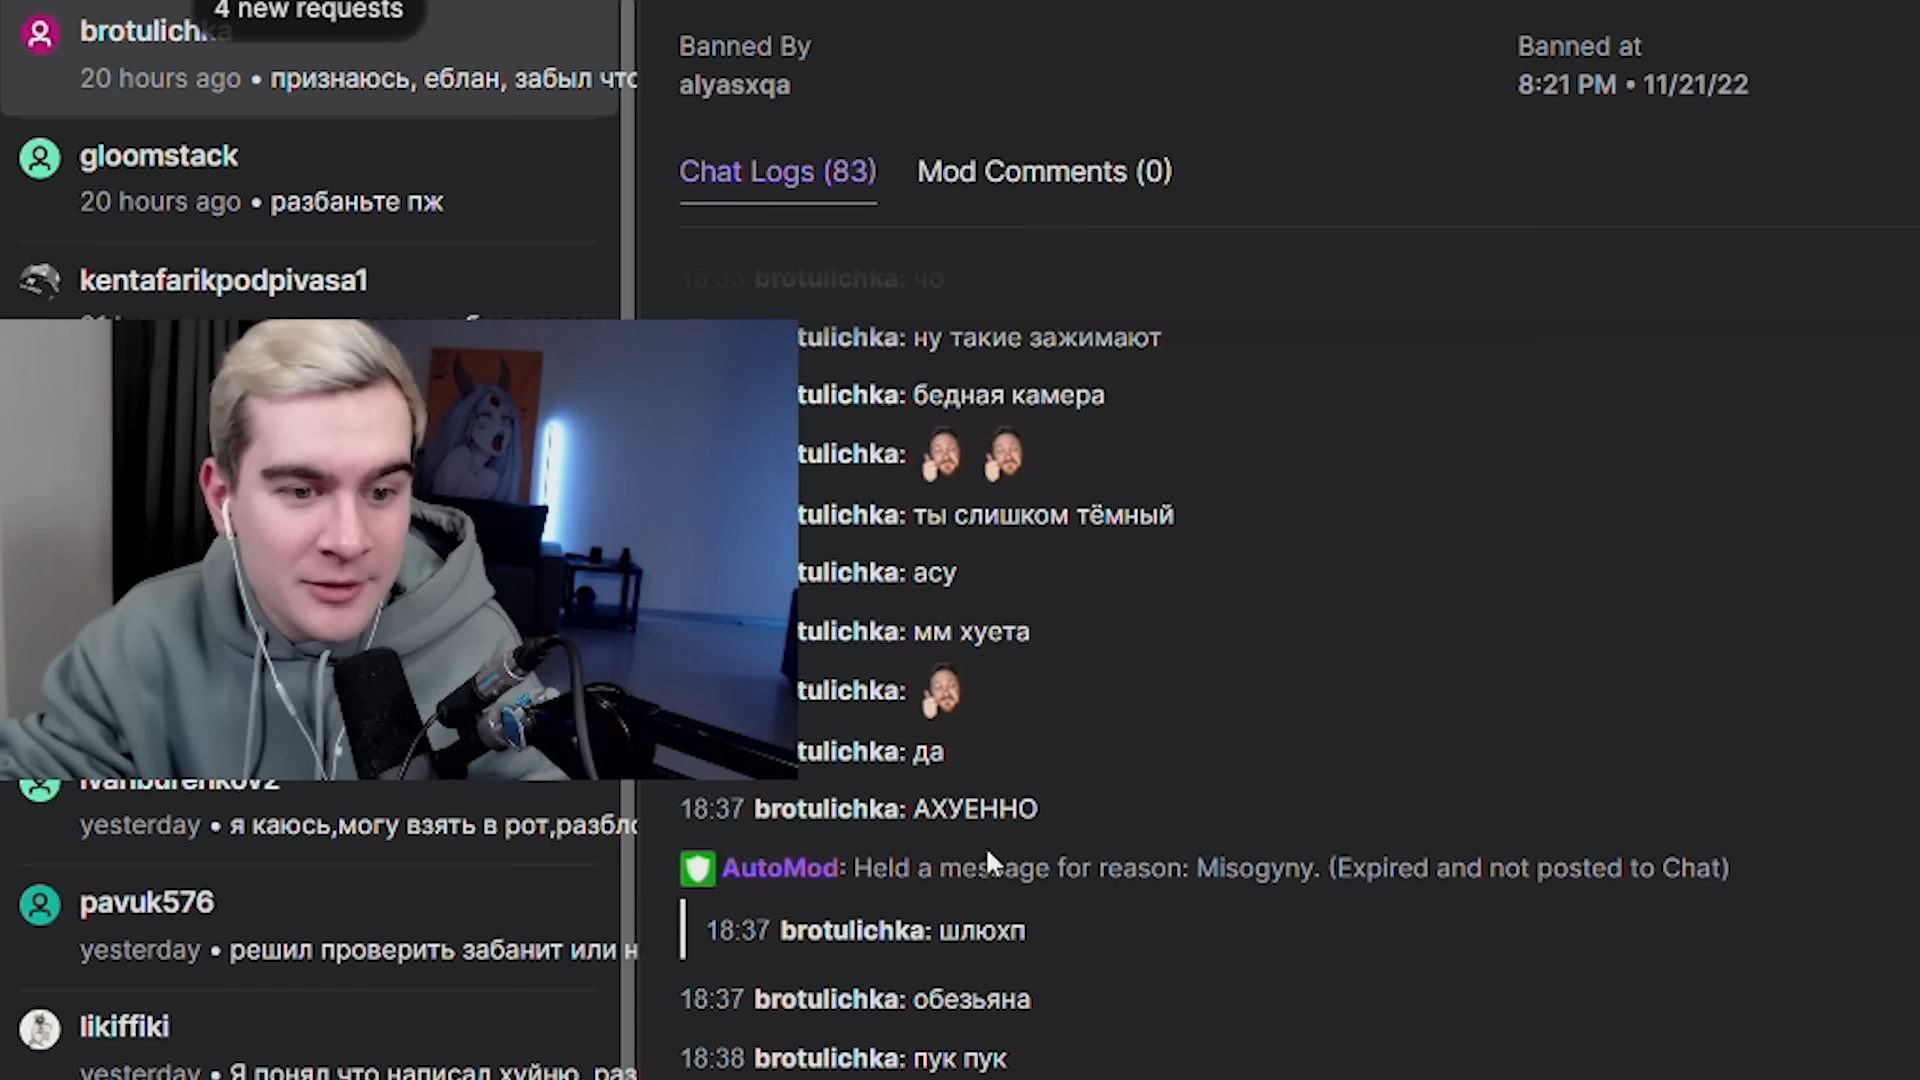 4 new requests
brotulichka
20 hours ago • признаюсь, еблан, забыл что
gloomstack
20 hours ago • разбаньте пж
kentafarikpodpivasa1
ivanburenkov2
yesterday • я каюсь,могу взять в рот,разбло
pavuk576
yesterday • решил проверить забанит или н
likiffiki
yesterday • Я понял что написал хуйню, раз
Banned By
alyasxqa
Banned at
8:21 PM • 11/21/22
Chat Logs (83)
Mod Comments (0)
18:33 brotulichka: чо
tulichka: ну такие зажимают
tulichka: бедная камера
tulichka:
tulichka: ты слишком тёмный
tulichka: асу
tulichka: мм хуета
tulichka:
tulichka: да
18:37 brotulichka: АХУЕННО
AutoMod: Held a message for reason: Misogyny. (Expired and not posted to Chat)
18:37 brotulichka: шлюхп
18:37 brotulichka: обезьяна
18:38 brotulichka: пук пук